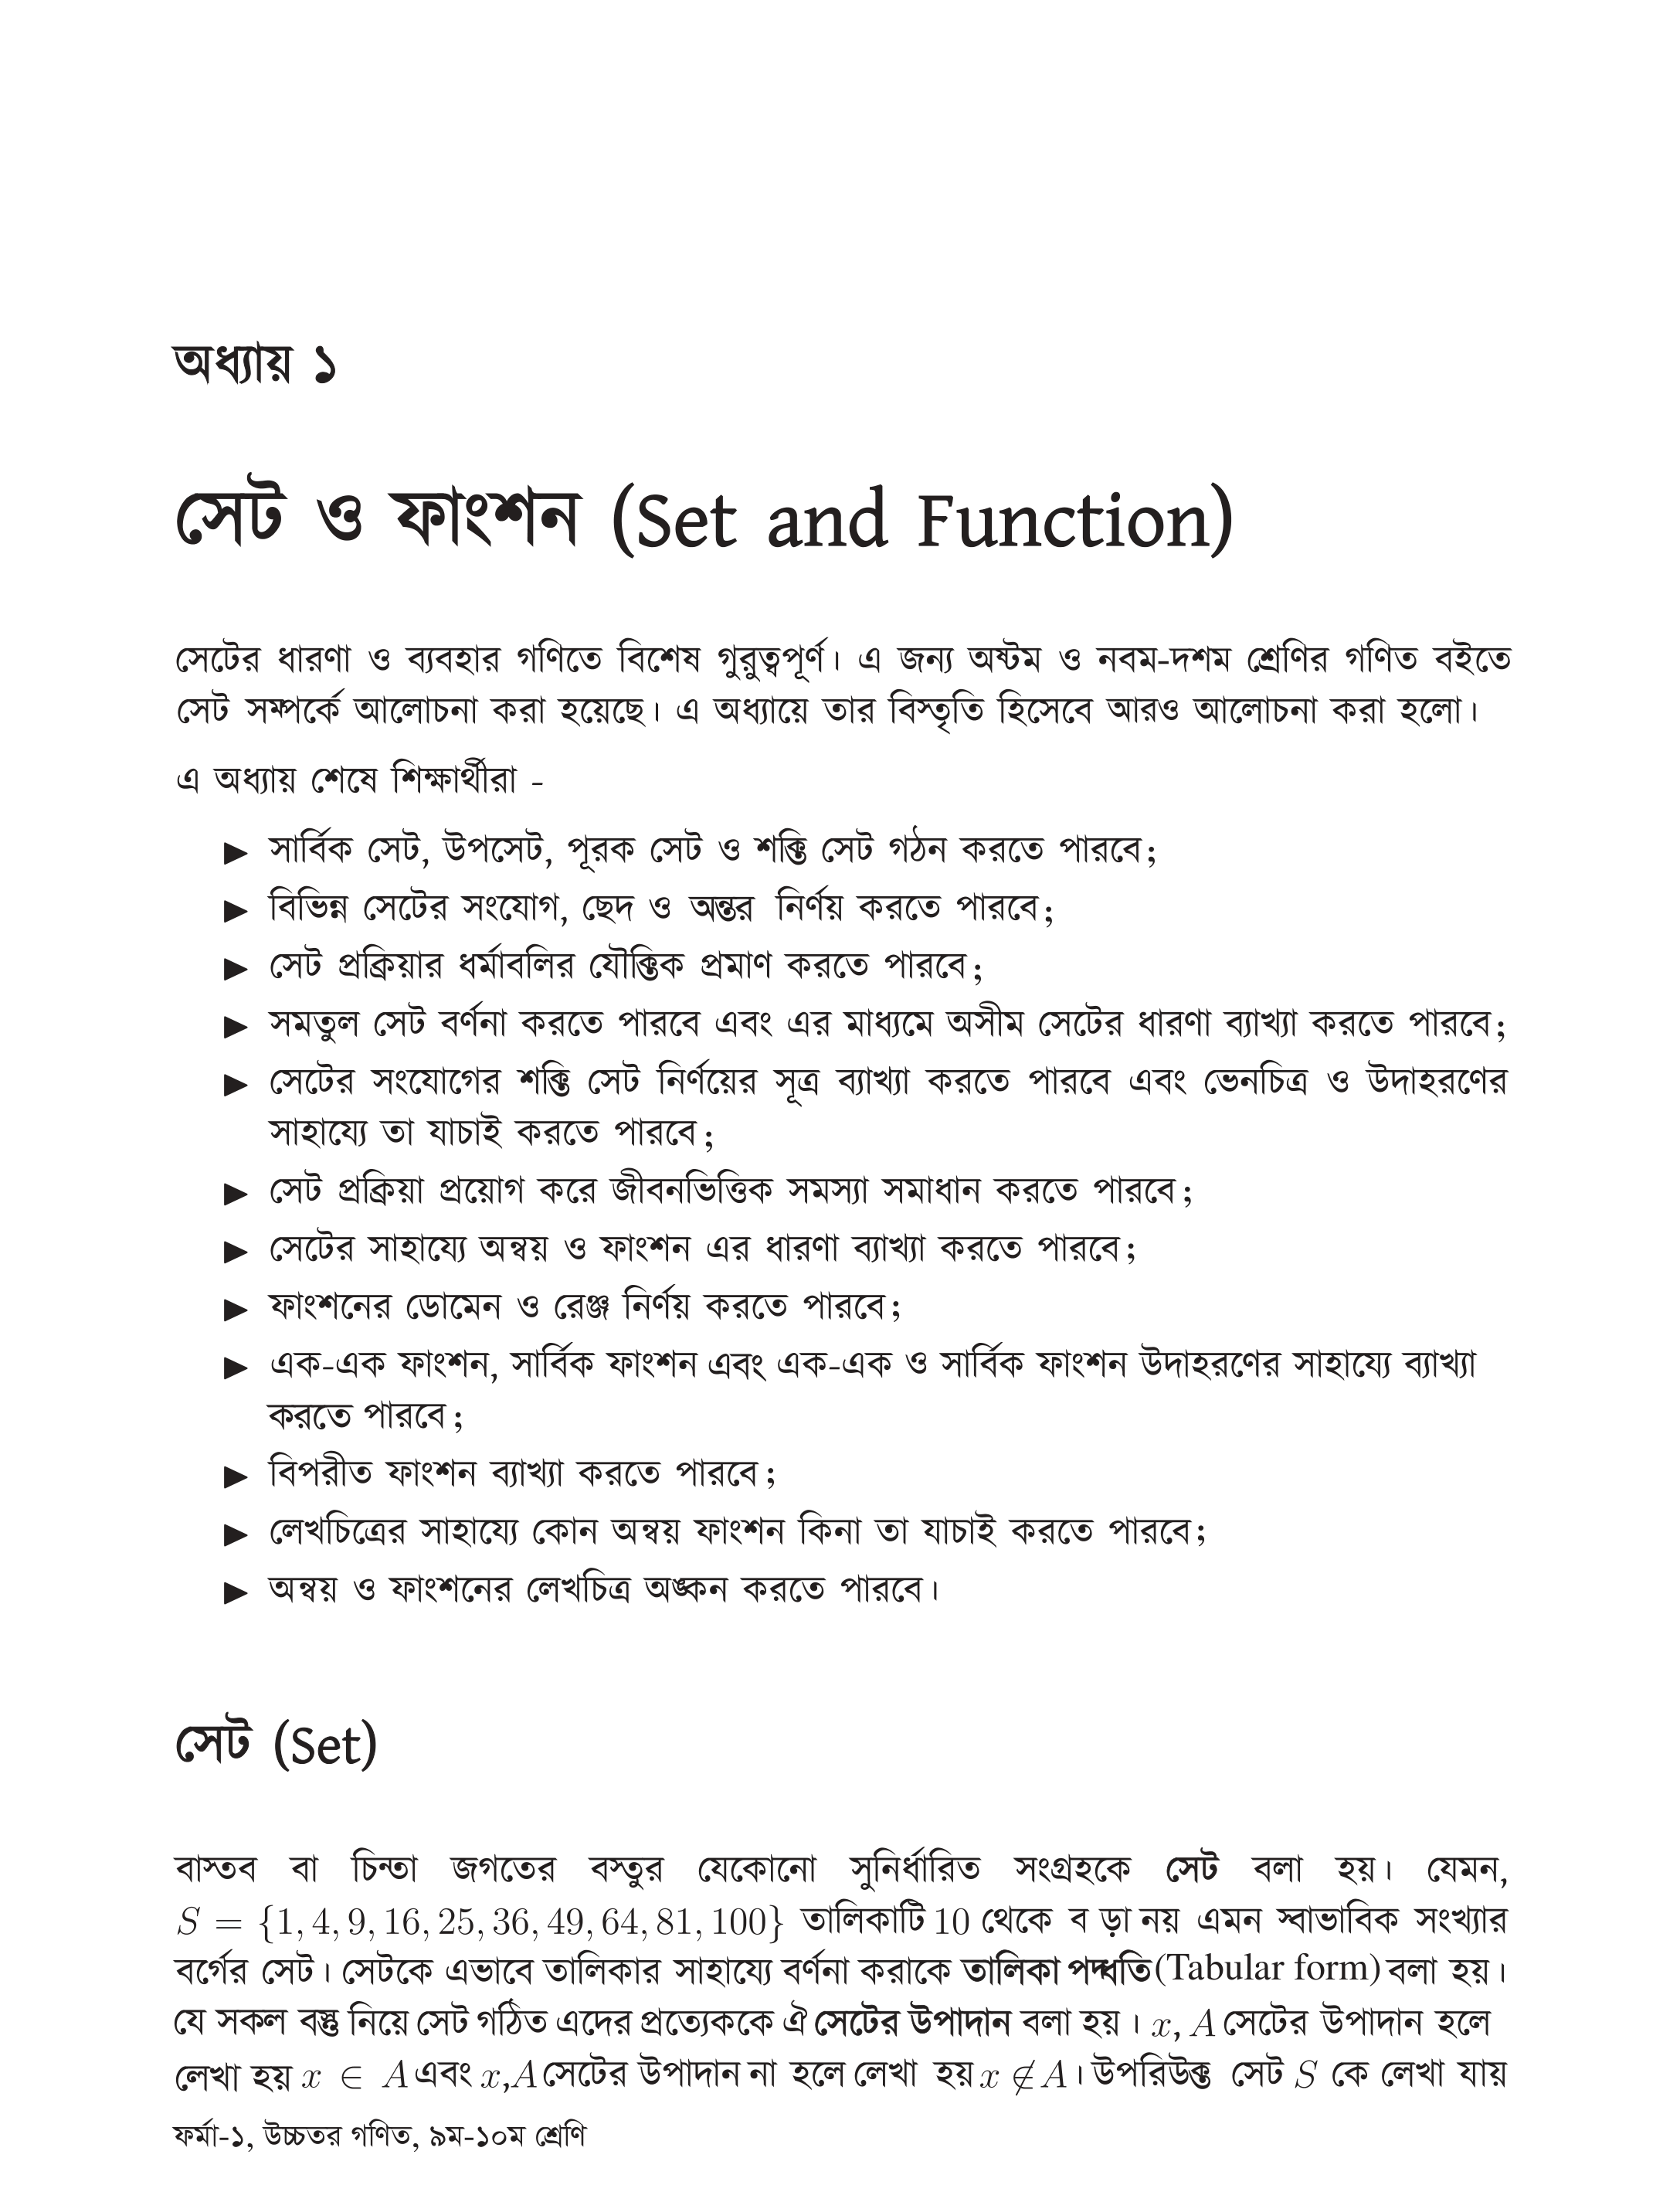 অধ্যায় ১
সেট ও ফাংশন (Set and Function)
সেটের ধারণা ও ব্যবহার গণিতে বিশেষ গুরুত্বপূর্ণ। এ জন্য অষ্টম ও নবম-দশম শ্রেণির গণিত বইতে
সেট সম্পর্কে আলোচনা করা হয়েছে। এ অধ্যায়ে তার বিস্তৃতি হিসেবে আরও আলোচনা করা হলো।
এ অধ্যায় শেষে শিক্ষার্থীরা -
▶ সার্বিক সেট, উপসেট, পূরক সেট ও শক্তি সেট গঠন করতে পারবে;
▶ বিভিন্ন সেটের সংযোগ, ছেদ ও অন্তর নির্ণয় করতে পারবে;
▶ সেট প্রক্রিয়ার ধর্মাবলির যৌক্তিক প্রমাণ করতে পারবে;
▶ সমতুল সেট বর্ণনা করতে পারবে এবং এর মাধ্যমে অসীম সেটের ধারণা ব্যাখ্যা করতে পারবে;
▶ সেটের সংযোগের শক্তি সেট নির্ণয়ের সূত্র ব্যাখ্যা করতে পারবে এবং ভেনচিত্র ও উদাহরণের
সাহায্যে তা যাচাই করতে পারবে;
▶ সেট প্রক্রিয়া প্রয়োগ করে জীবনভিত্তিক সমস্যা সমাধান করতে পারবে;
▶ সেটের সাহায্যে অন্বয় ও ফাংশন এর ধারণা ব্যাখ্যা করতে পারবে;
▶ ফাংশনের ডোমেন ও রেঞ্জ নির্ণয় করতে পারবে;
▶ এক-এক ফাংশন, সার্বিক ফাংশন এবং এক-এক ও সার্বিক ফাংশন উদাহরণের সাহায্যে ব্যাখ্যা
করতে পারবে;
▶ বিপরীত ফাংশন ব্যাখ্যা করতে পারবে;
▶ লেখচিত্রের সাহায্যে কোন অন্বয় ফাংশন কিনা তা যাচাই করতে পারবে;
▶ অন্বয় ও ফাংশনের লেখচিত্র অঙ্কন করতে পারবে।
সেট (Set)
বাস্তব বা চিন্তা জগতের বস্তুর যেকোনো সুনির্ধারিত সংগ্রহকে সেট বলা হয়। যেমন,
S = {1, 4, 9, 16, 25, 36, 49, 64, 81, 100} তালিকাটি 10 থেকে ব ড়া নয় এমন স্বাভাবিক সংখ্যার
বর্গের সেট। সেটকে এভাবে তালিকার সাহায্যে বর্ণনা করাকে তালিকা পদ্ধতি (Tabular form) বলা হয়।
যে সকল বস্তু নিয়ে সেট গঠিত এদের প্রত্যেককে ঐ সেটের উপাদান বলা হয়। x, A সেটের উপাদান হলে
লেখা হয় x ∈ A এবং x,A সেটের উপাদান না হলে লেখা হয় x ∉ A। উপরিউক্ত সেট S কে লেখা যায়
ফর্মা-১, উচ্চতর গণিত, ৯ম-১০ম শ্রেণি